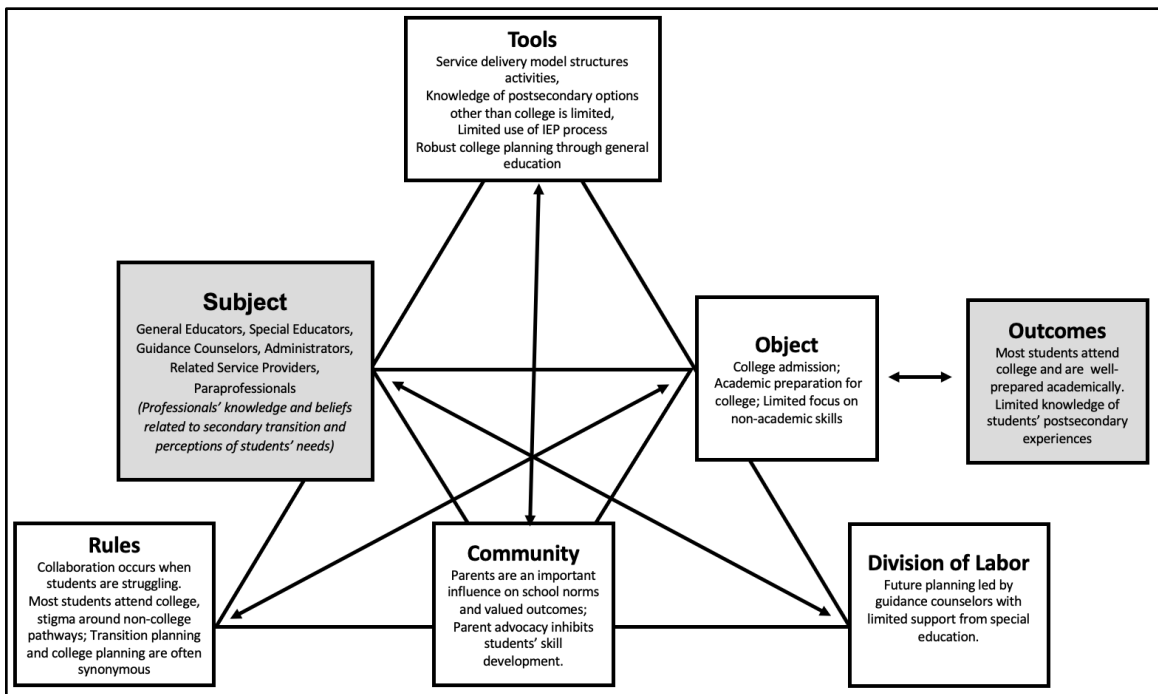 Tools
Service delivery model structures
activities,
Knowledge of postsecondary options
other than college is limited,
Limited use of IEP process
Robust college planning through general
education
Subject
General Educators, Special Educators,
Guidance Counselors, Administrators,
Related Service Providers,
Paraprofessionals
(Professionals’ knowledge and beliefs
related to secondary transition and
perceptions of students’ needs)
Object
College admission;
Academic preparation for
college; Limited focus on
non-academic skills
Outcomes
Most students attend
college and are well-
prepared academically.
Limited knowledge of
students’ postsecondary
experiences
Rules
Collaboration occurs when
students are struggling.
Most students attend college,
stigma around non-college
pathways; Transition planning
and college planning are often
synonymous
Community
Parents are an important
influence on school norms
and valued outcomes;
Parent advocacy inhibits
students’ skill
development.
Division of Labor
Future planning led by
guidance counselors with
limited support from special
education.